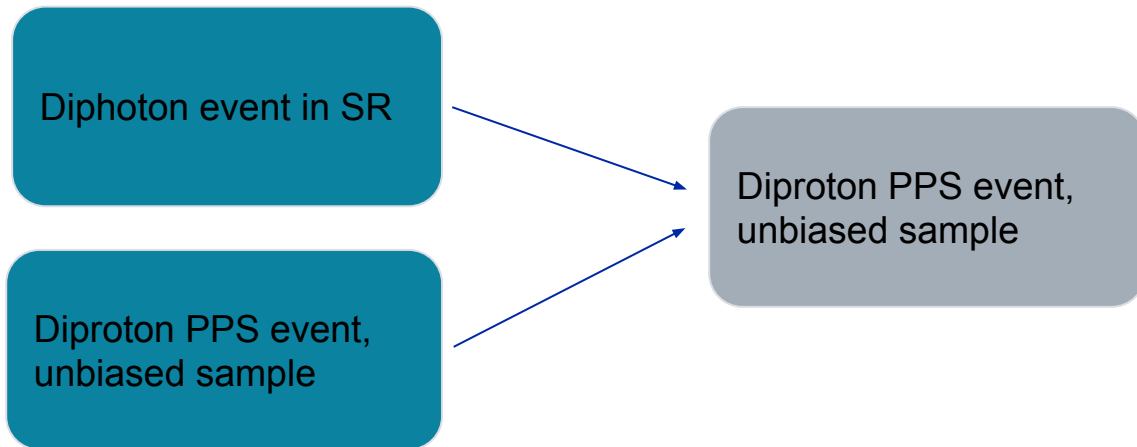 Diphoton event in SR
Diproton PPS event,
unbiased sample
Diproton PPS event,
unbiased sample